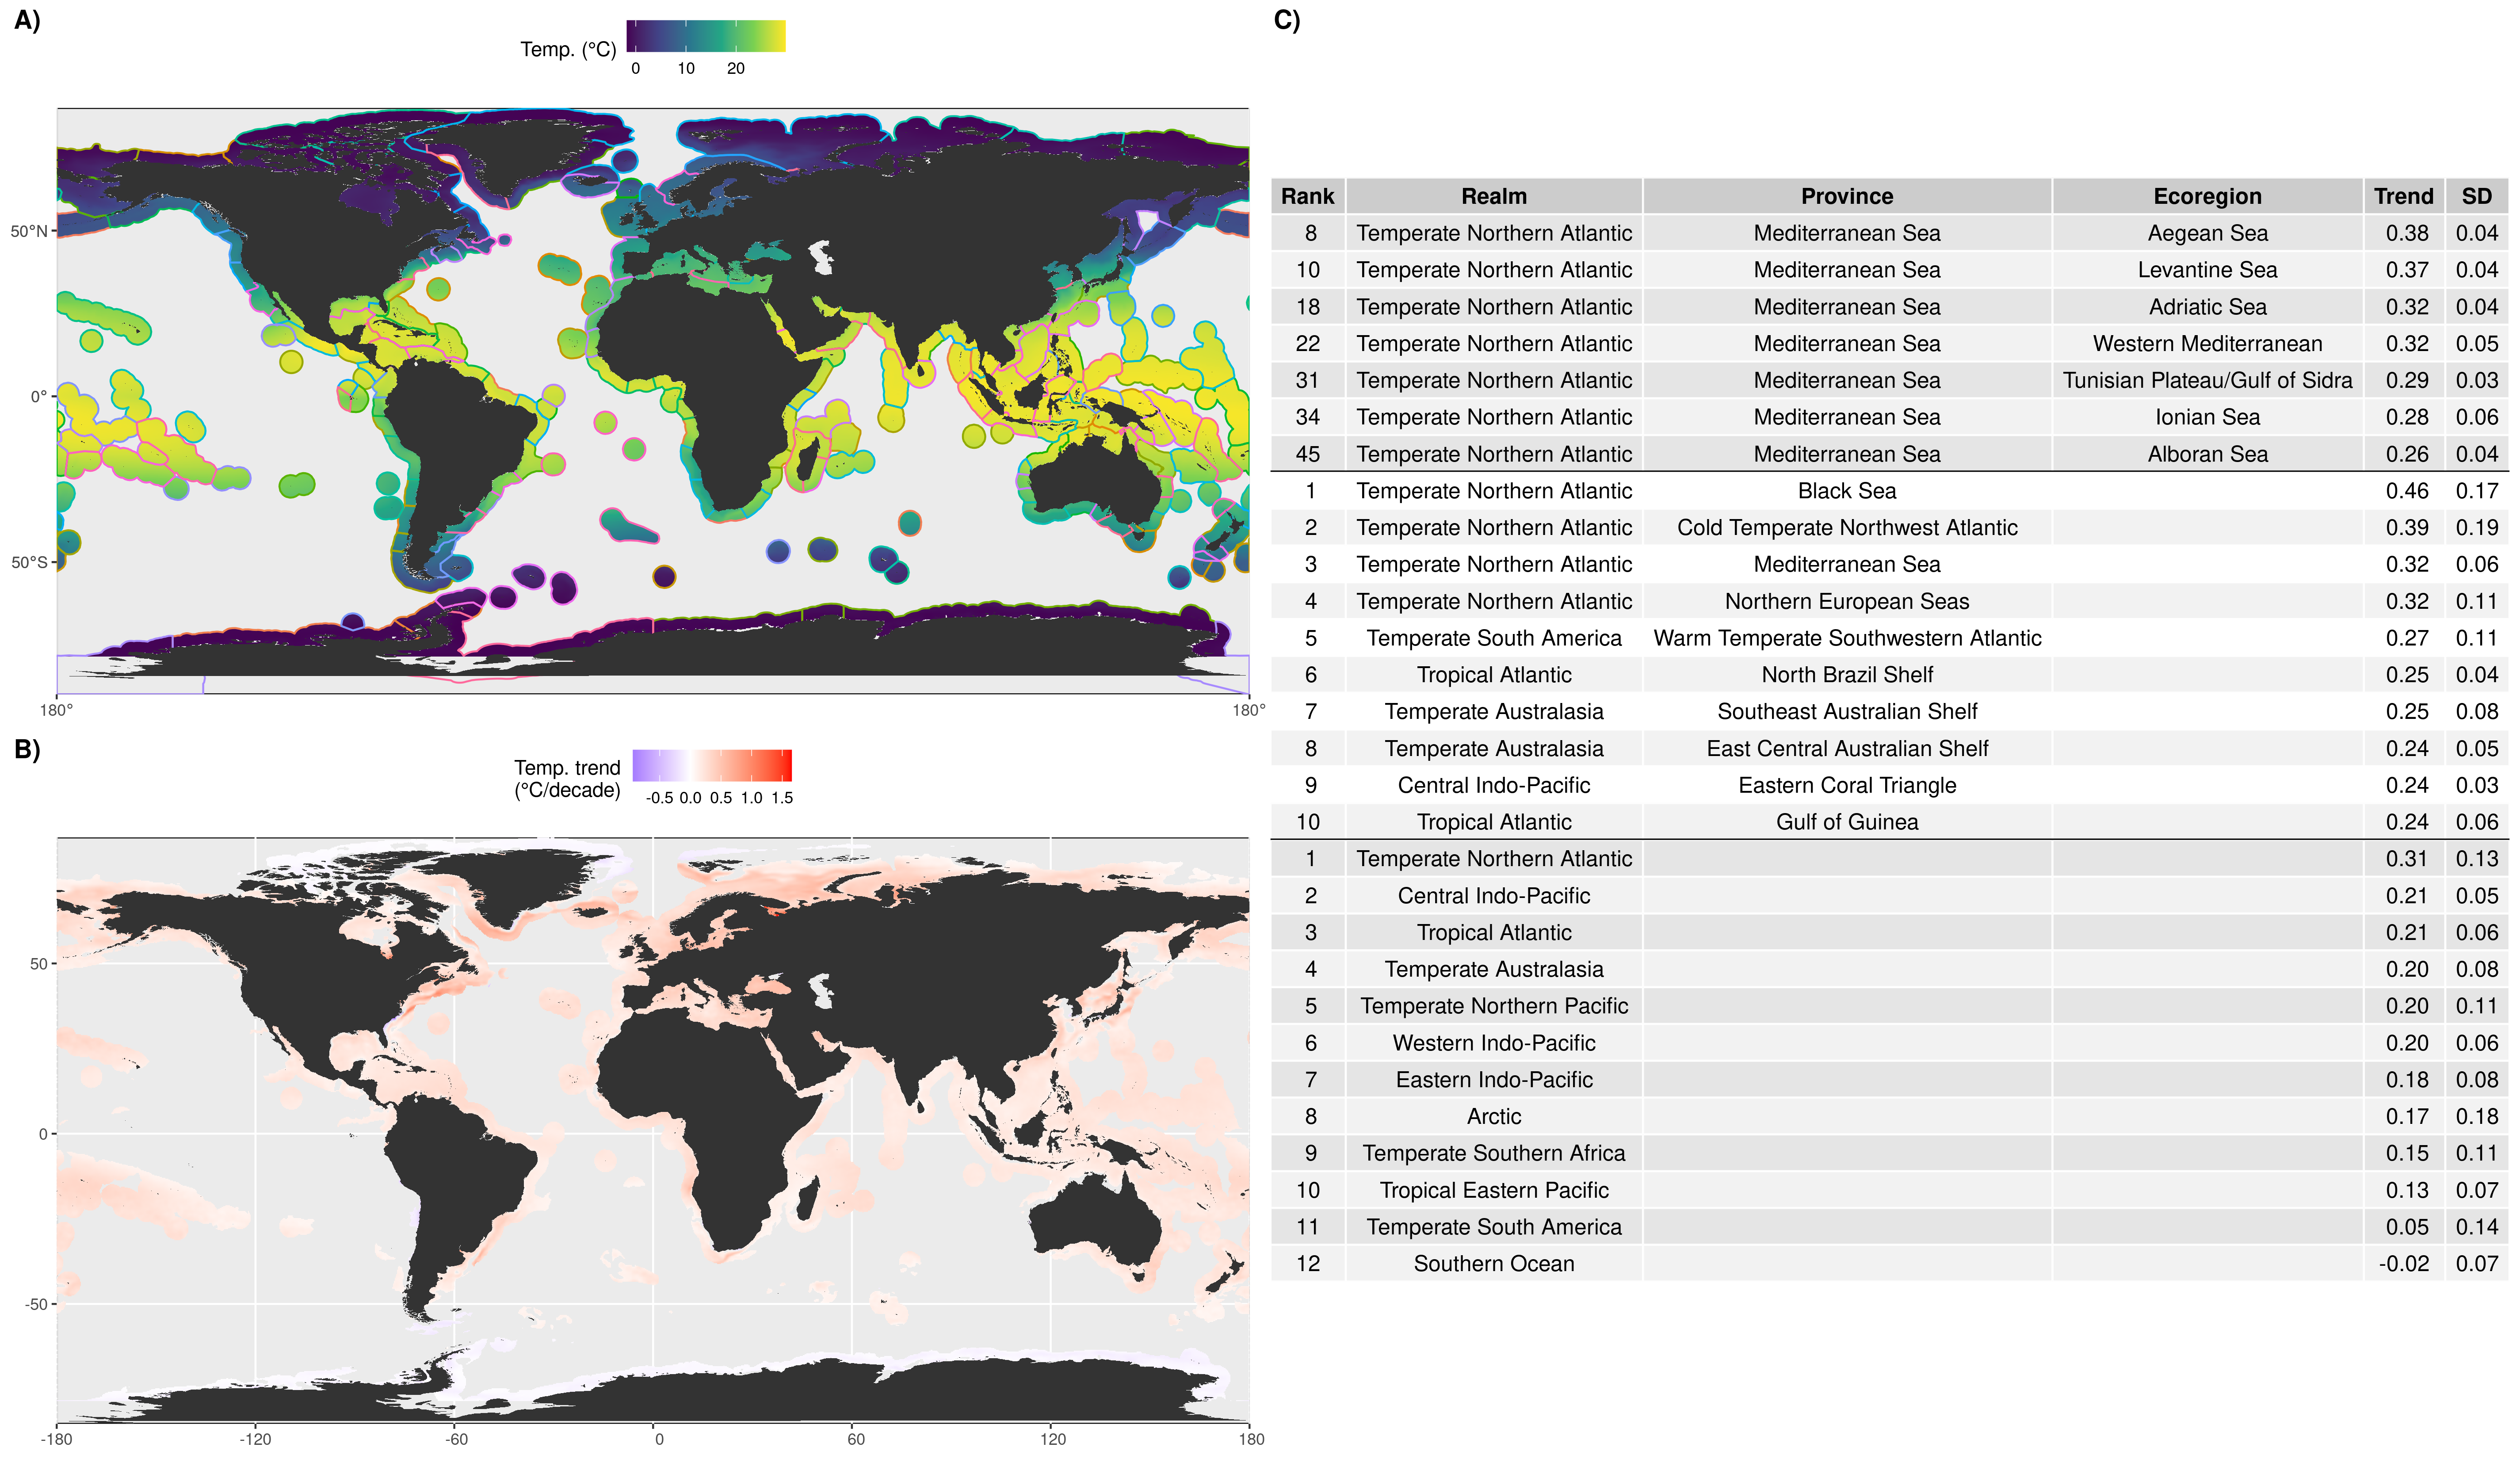 A)
Temp. (°C)
0 10 20
50°N
0°
50°S
180° 180°
B)
Temp. trend
(°C/decade)
-0.5 0.0 0.5 1.0 1.5
50
0
-50
-180 -120 -60 0 60 120 180
C)
Rank Realm Province Ecoregion Trend SD
8 Temperate Northern Atlantic Mediterranean Sea Aegean Sea 0.38 0.04
10 Temperate Northern Atlantic Mediterranean Sea Levantine Sea 0.37 0.04
18 Temperate Northern Atlantic Mediterranean Sea Adriatic Sea 0.32 0.04
22 Temperate Northern Atlantic Mediterranean Sea Western Mediterranean 0.32 0.05
31 Temperate Northern Atlantic Mediterranean Sea Tunisian Plateau/Gulf of Sidra 0.29 0.03
34 Temperate Northern Atlantic Mediterranean Sea Ionian Sea 0.28 0.06
45 Temperate Northern Atlantic Mediterranean Sea Alboran Sea 0.26 0.04
1 Temperate Northern Atlantic Black Sea 0.46 0.17
2 Temperate Northern Atlantic Cold Temperate Northwest Atlantic 0.39 0.19
3 Temperate Northern Atlantic Mediterranean Sea 0.32 0.06
4 Temperate Northern Atlantic Northern European Seas 0.32 0.11
5 Temperate South America Warm Temperate Southwestern Atlantic 0.27 0.11
6 Tropical Atlantic North Brazil Shelf 0.25 0.04
7 Temperate Australasia Southeast Australian Shelf 0.25 0.08
8 Temperate Australasia East Central Australian Shelf 0.24 0.05
9 Central Indo-Pacific Eastern Coral Triangle 0.24 0.03
10 Tropical Atlantic Gulf of Guinea 0.24 0.06
1 Temperate Northern Atlantic 0.31 0.13
2 Central Indo-Pacific 0.21 0.05
3 Tropical Atlantic 0.21 0.06
4 Temperate Australasia 0.20 0.08
5 Temperate Northern Pacific 0.20 0.11
6 Western Indo-Pacific 0.20 0.06
7 Eastern Indo-Pacific 0.18 0.08
8 Arctic 0.17 0.18
9 Temperate Southern Africa 0.15 0.11
10 Tropical Eastern Pacific 0.13 0.07
11 Temperate South America 0.05 0.14
12 Southern Ocean -0.02 0.07